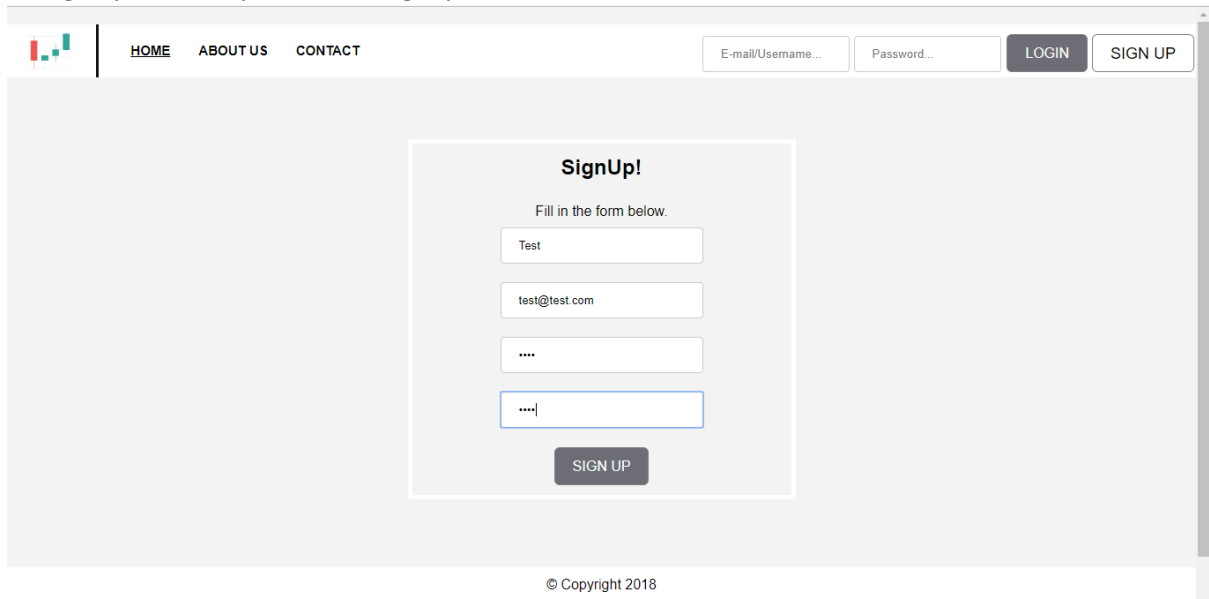 HOME ABOUT US CONTACT E-mail/Username... Password... LOGIN SIGN UP
SignUp!
Fill in the form below.
Test
test@test.com
••••
••••
SIGN UP
© Copyright 2018